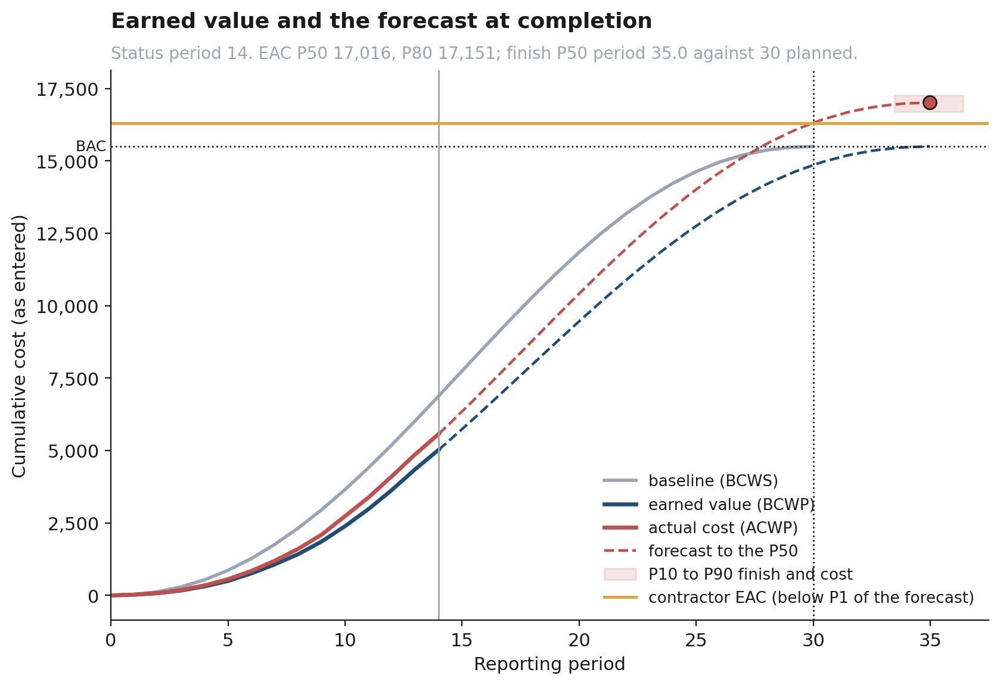 Earned value and the forecast at completion
Status period 14. EAC P50 17,016, P80 17,151; finish P50 period 35.0 against 30 planned.
17,500
BAC
15,000
12,500
10,000
7,500
5,000
2,500
0
Cumulative cost (as entered)
baseline (BCWS)
earned value (BCWP)
actual cost (ACWP)
forecast to the P50
P10 to P90 finish and cost
contractor EAC (below P1 of the forecast)
0 5 10 15 20 25 30 35
Reporting period